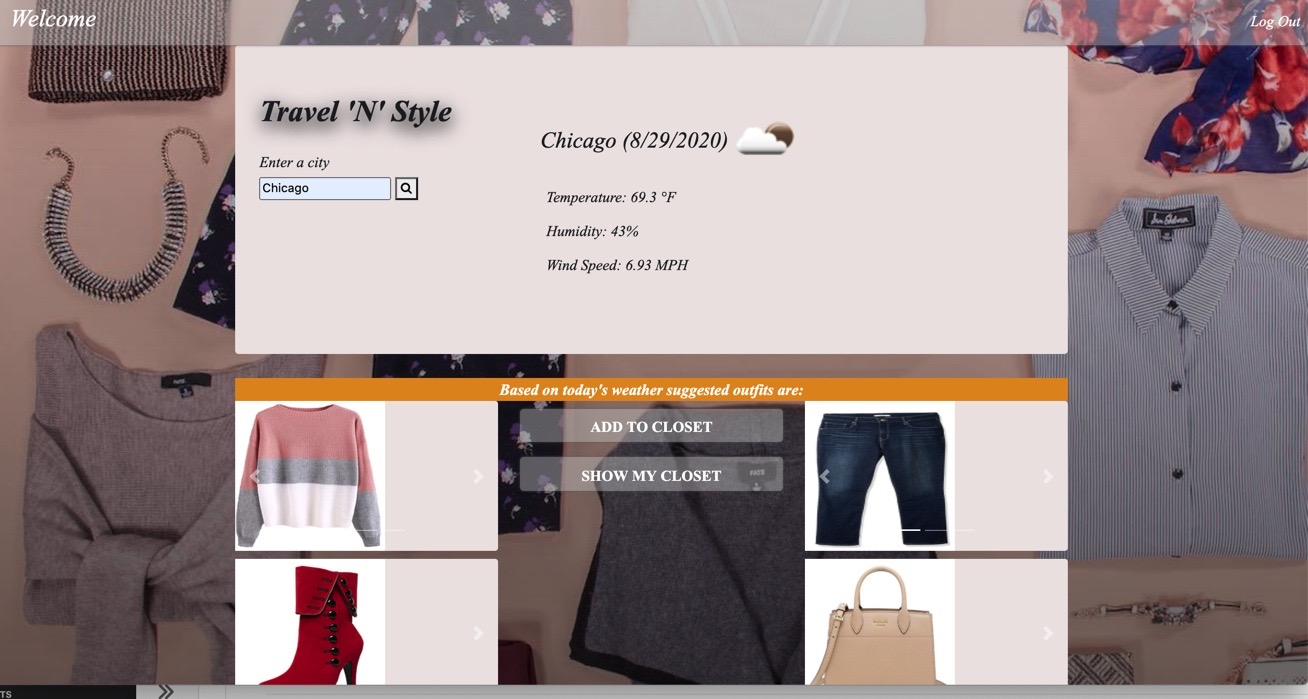 Welcome
Log Out
Travel 'N' Style
Enter a city
Chicago
Chicago (8/29/2020)
Temperature: 69.3 °F
Humidity: 43%
Wind Speed: 6.93 MPH
Based on today's weather suggested outfits are:
ADD TO CLOSET
SHOW MY CLOSET
TS